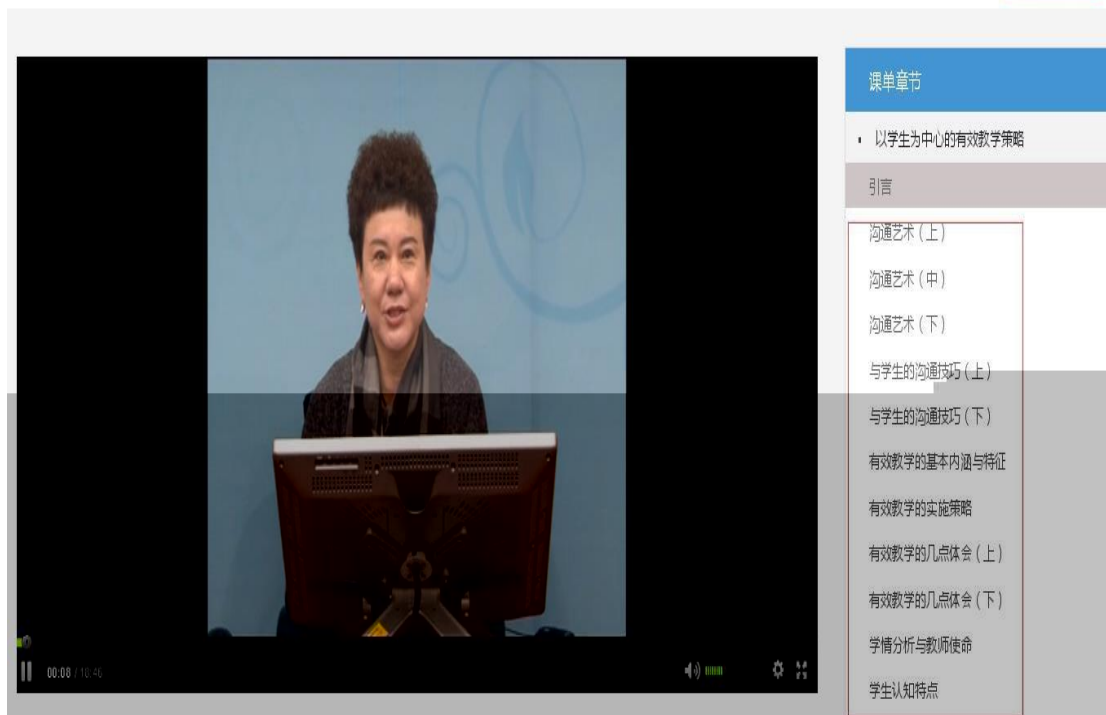 课单章节
以学生为中心的有效教学策略
引言
沟通艺术（上）
沟通艺术（中）
沟通艺术（下）
与学生的沟通技巧（上）
与学生的沟通技巧（下）
有效教学的基本内涵与特征
有效教学的实施策略
有效教学的几点体会（上）
有效教学的几点体会（下）
学情分析与教师使命
学生认知特点
00:08 / 10:46